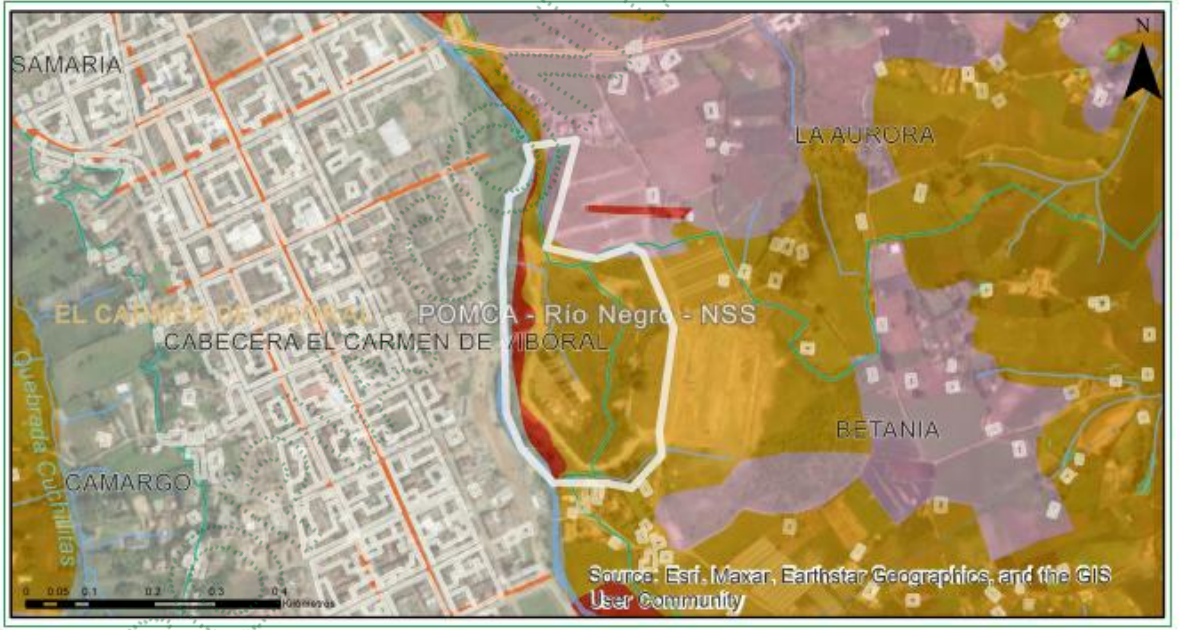 N
SAMARIA
LA AURORA
EL CARMEN DE VIBORAL
POMCA - Río Negro - NSS
CABECERA EL CARMEN DE VIBORAL
Quebrada Cuchillitas
BETANIA
CAMARGO
Source: Esri, Maxar, Earthstar Geographics, and the GIS
User Community
0 0.05 0.1 0.2 0.3 0.4
Kilómetros